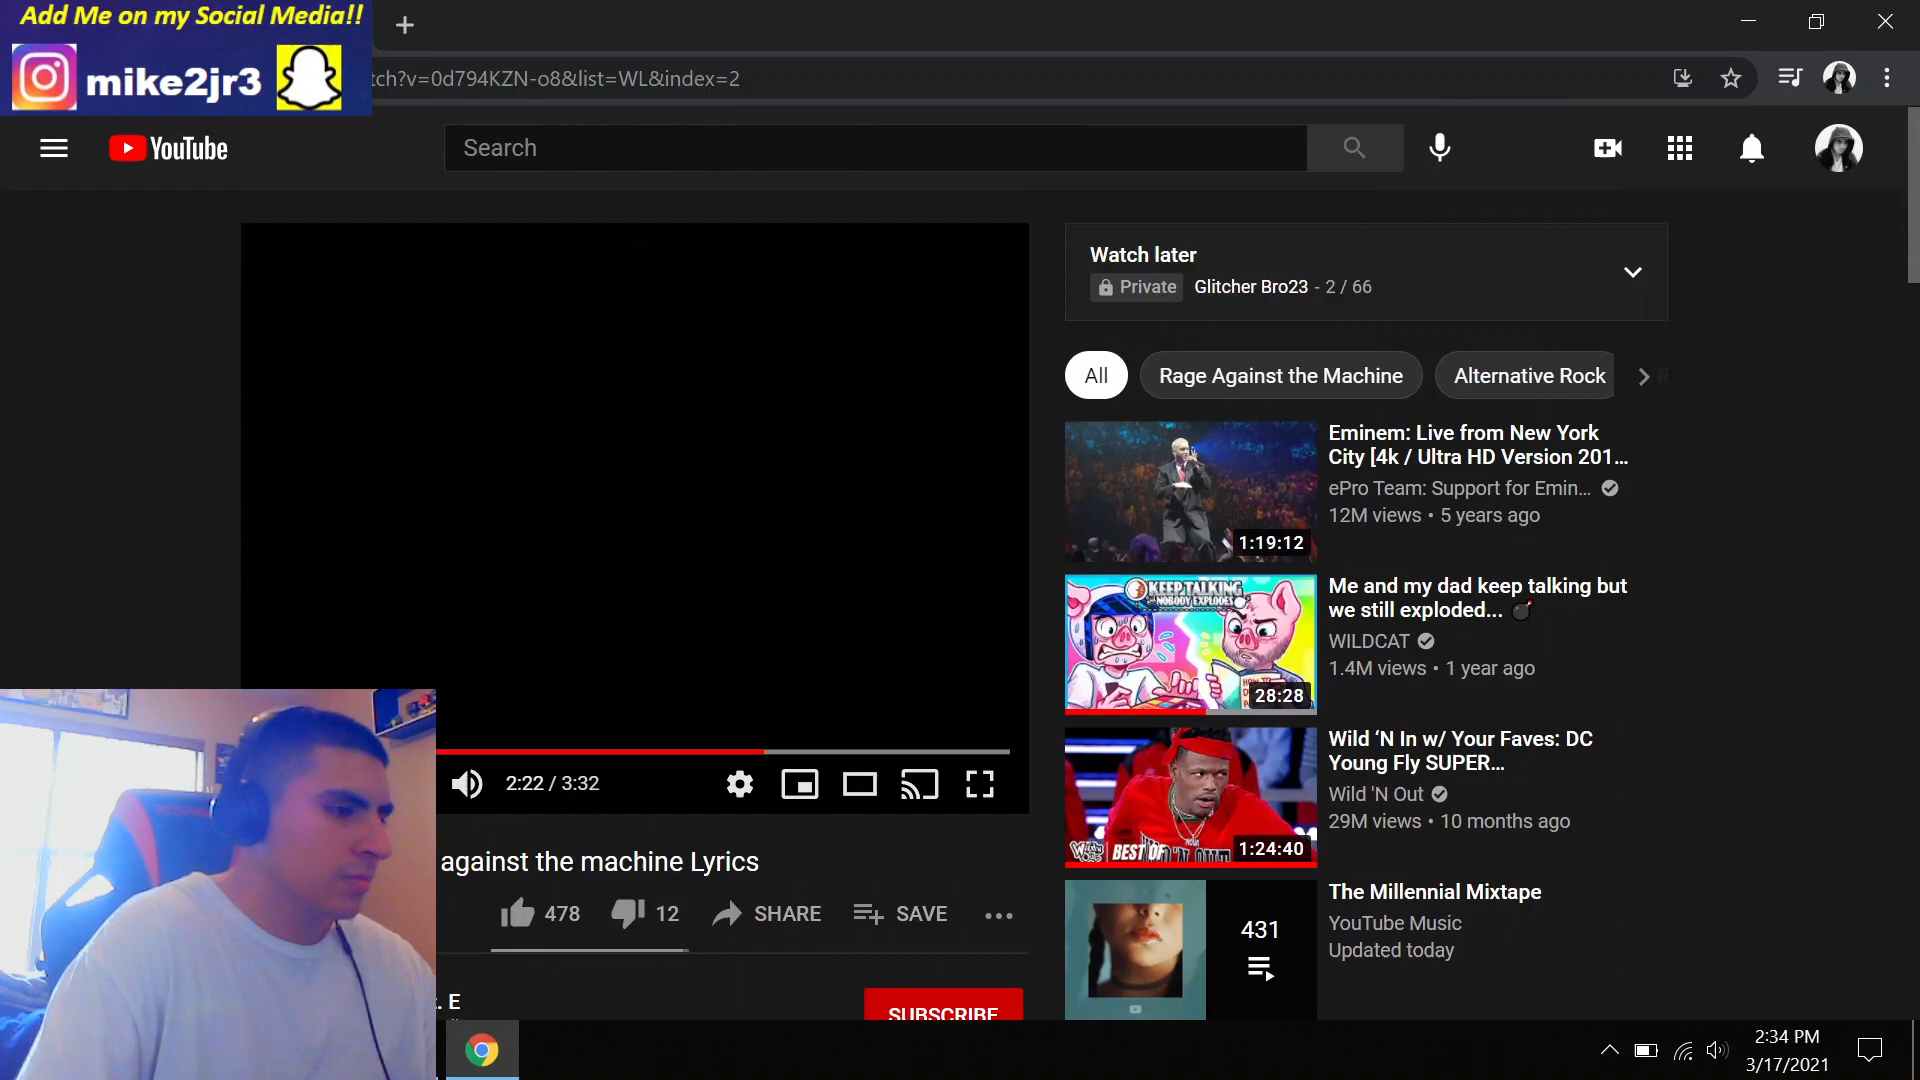 Add Me on my Social Media!!
mike2jr3
tch?v=0d794KZN-o8&list=WL&index=2
YouTube
Search
Watch later
Private Glitcher Bro23 - 2 / 66
All
Rage Against the Machine
Alternative Rock
Eminem: Live from New York
City [4k / Ultra HD Version 201...
ePro Team: Support for Emin...
12M views • 5 years ago
1:19:12
KEEP TALKING
NOBODY EXPLODES
28:28
Me and my dad keep talking but
we still exploded... 💣
WILDCAT
1.4M views • 1 year ago
BEST OF
1:24:40
Wild ‘N In w/ Your Faves: DC
Young Fly SUPER...
Wild 'N Out
29M views • 10 months ago
431
The Millennial Mixtape
YouTube Music
Updated today
2:22 / 3:32
against the machine Lyrics
478
12
SHARE
SAVE
. E
SUBSCRIBE
2:34 PM
3/17/2021